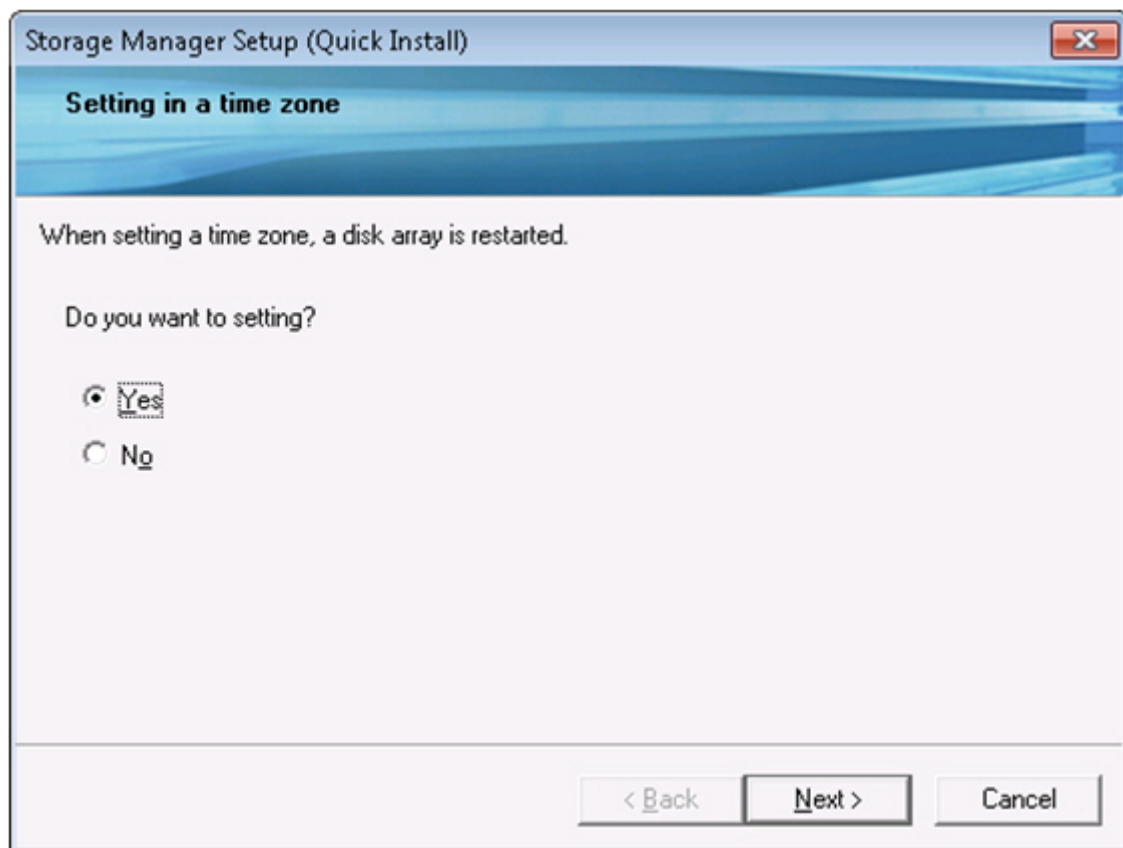 Storage Manager Setup (Quick Install)
Setting in a time zone
When setting a time zone, a disk array is restarted.
Do you want to setting?
Yes
No
< Back Next > Cancel